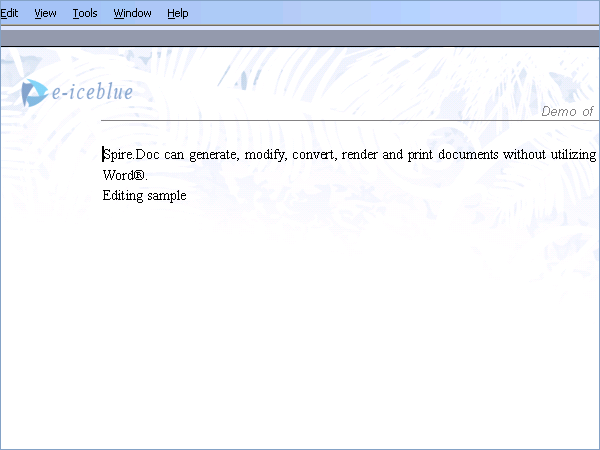 Edit View Tools Window Help
e-iceblue
Demo of
Spire.Doc can generate, modify, convert, render and print documents without utilizing
Word®.
Editing sample